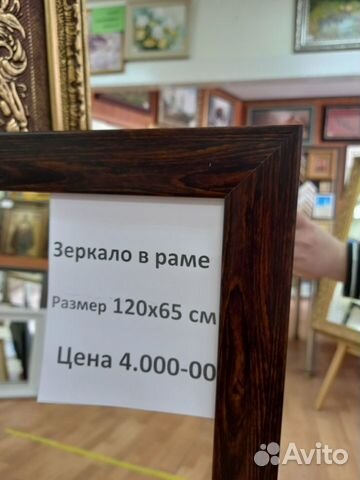 Зеркало в раме
Размер 120х65 см
Цена 4.000-00
Avito